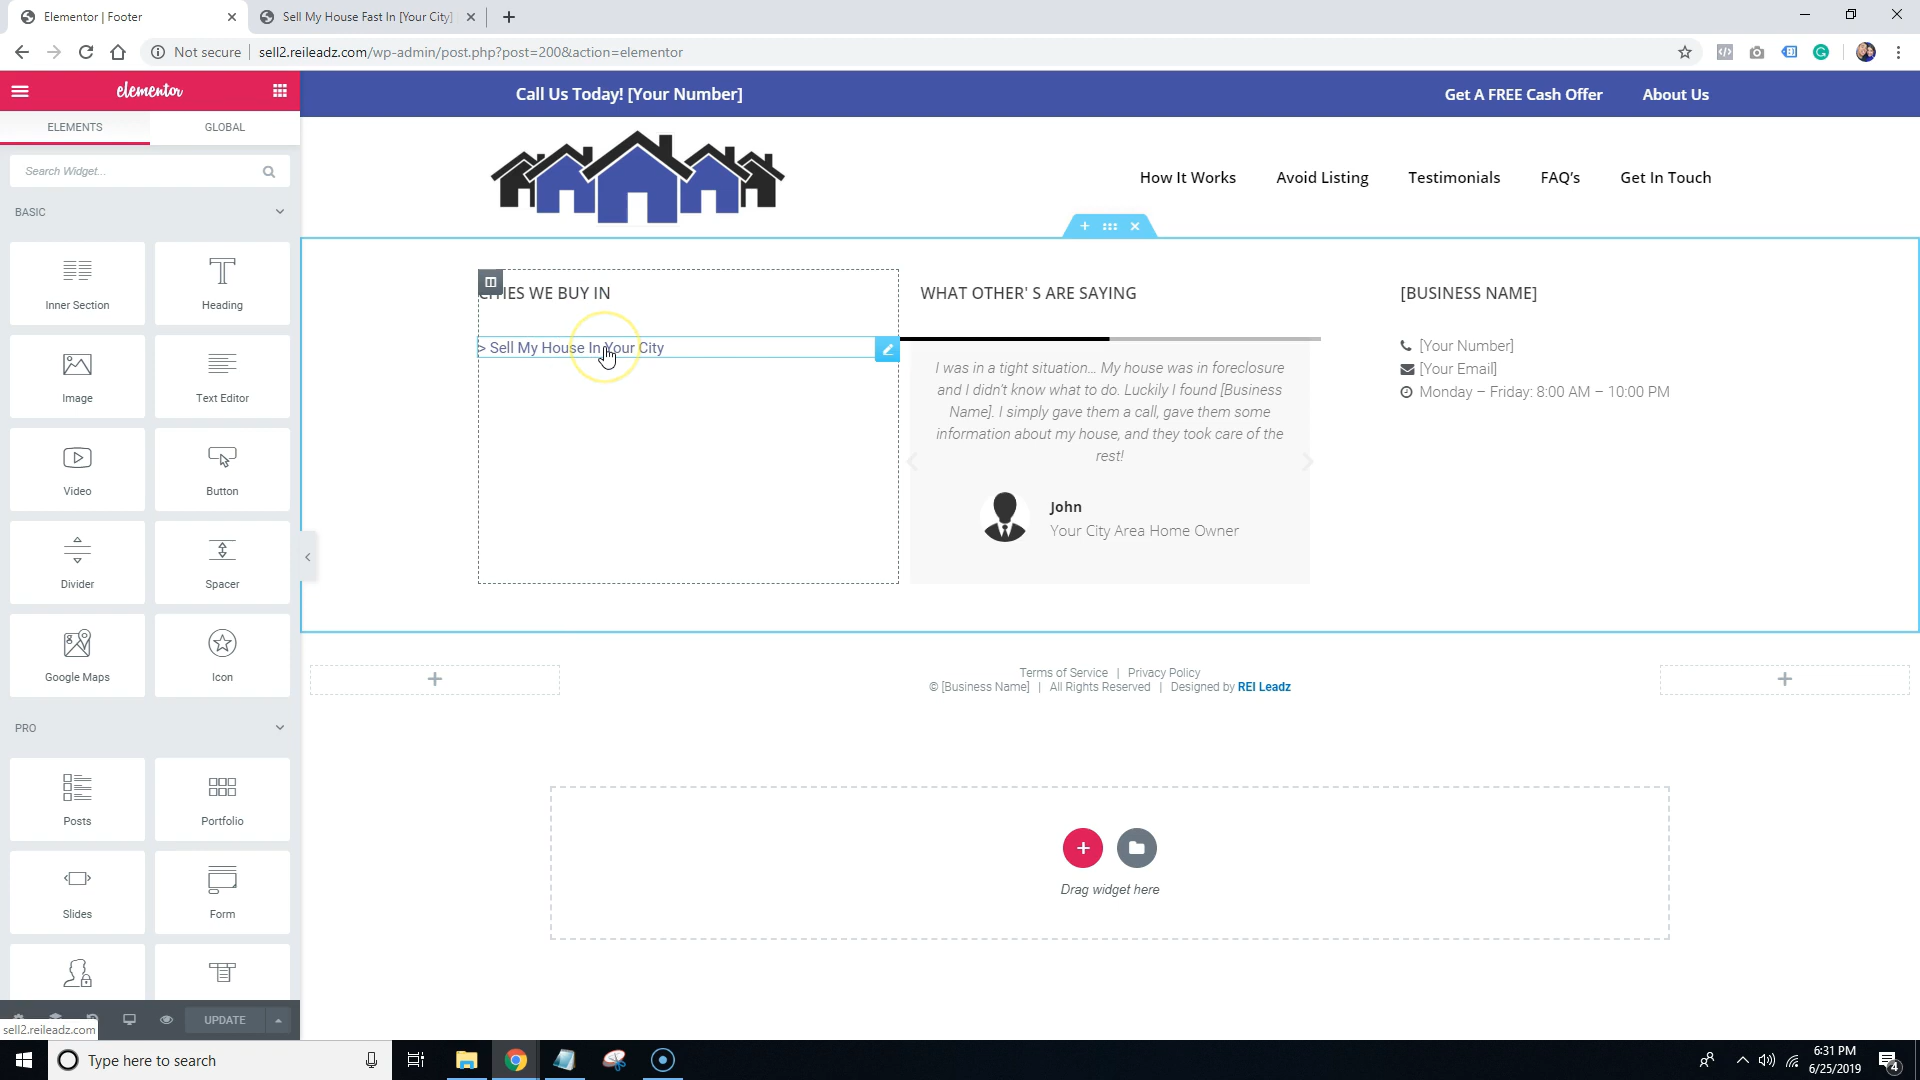 Elementor | Footer
Sell My House Fast In [Your City]
Not secure
sell2.reileadz.com/wp-admin/post.php?post=200&action=elementor
elementor
ELEMENTS
GLOBAL
Search Widget...
BASIC
Inner Section
Heading
Image
Text Editor
Video
Button
Divider
Spacer
Google Maps
Icon
PRO
Posts
Portfolio
Slides
Form
UPDATE
sell2.reileadz.com
Call Us Today! [Your Number]
Get A FREE Cash Offer
About Us
How It Works
Avoid Listing
Testimonials
FAQ's
Get In Touch
CITIES WE BUY IN
> Sell My House In Your City
WHAT OTHER' S ARE SAYING
I was in a tight situation... My house was in foreclosure
and I didn't know what to do. Luckily I found [Business
Name]. I simply gave them a call, gave them some
information about my house, and they took care of the
rest!
John
Your City Area Home Owner
[BUSINESS NAME]
[Your Number]
[Your Email]
Monday – Friday: 8:00 AM – 10:00 PM
Terms of Service | Privacy Policy
© [Business Name] | All Rights Reserved | Designed by REI Leadz
Drag widget here
Type here to search
6:31 PM
6/25/2019
4